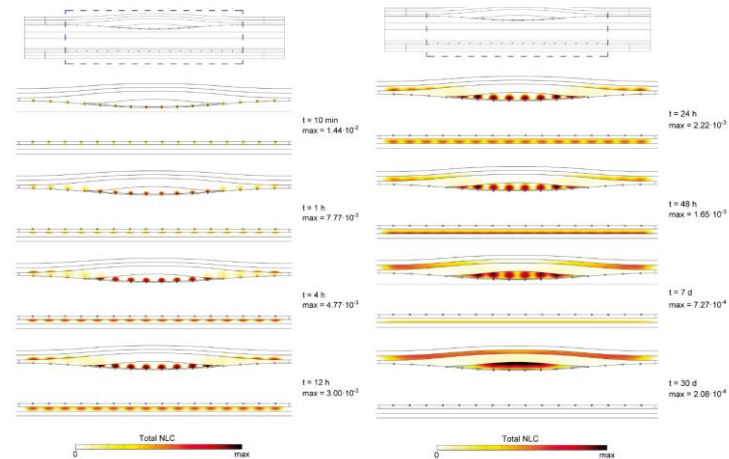 t = 10 min
max = 1.44·10⁻²
t = 1 h
max = 7.77·10⁻³
t = 4 h
max = 4.77·10⁻³
t = 12 h
max = 3.00·10⁻³
Total NLC
0 max
t = 24 h
max = 2.22·10⁻³
t = 48 h
max = 1.65·10⁻³
t = 7 d
max = 7.27·10⁻⁴
t = 30 d
max = 2.08·10⁻⁴
Total NLC
0 max